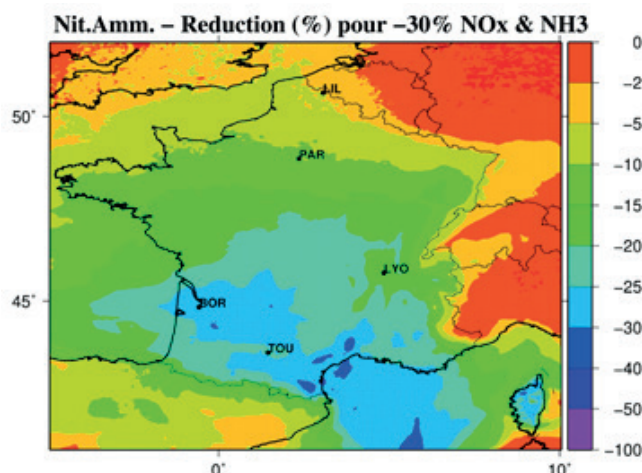 Nit.Amm. – Reduction (%) pour –30% NOx & NH3
50˚
45˚
0˚
10˚
LIL
PAR
LYO
BOR
TOU
0
–2
–5
–10
–15
–20
–25
–30
–40
–50
–100